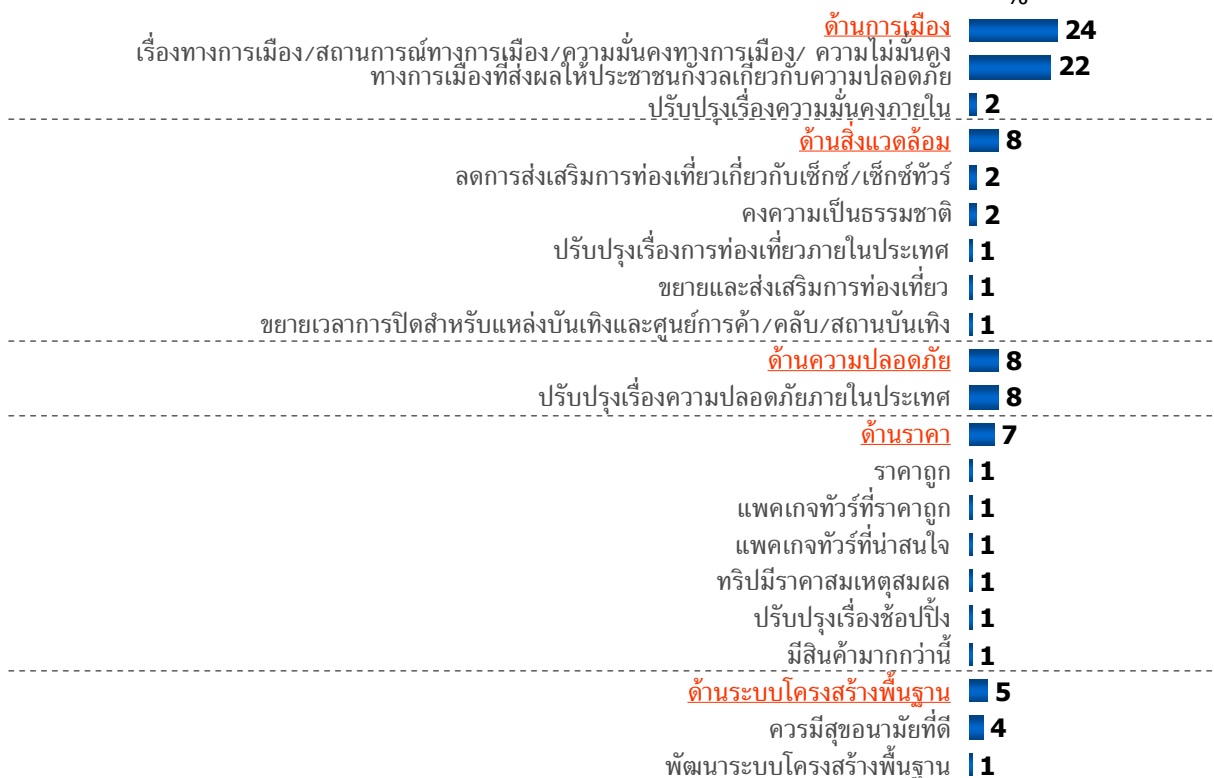 %
ด้านการเมือง 24
เรื่องทางการเมือง/สถานการณ์ทางการเมือง/ความมั่นคงทางการเมือง/ ความไม่มั่นคง
ทางการเมืองที่ส่งผลให้ประชาชนกังวลเกี่ยวกับความปลอดภัย 22
ปรับปรุงเรื่องความมั่นคงภายใน 2
ด้านสิ่งแวดล้อม 8
ลดการส่งเสริมการท่องเที่ยวเกี่ยวกับเซ็กซ์/เซ็กซ์ทัวร์ 2
คงความเป็นธรรมชาติ 2
ปรับปรุงเรื่องการท่องเที่ยวภายในประเทศ 1
ขยายและส่งเสริมการท่องเที่ยว 1
ขยายเวลาการปิดสำหรับแหล่งบันเทิงและศูนย์การค้า/คลับ/สถานบันเทิง 1
ด้านความปลอดภัย 8
ปรับปรุงเรื่องความปลอดภัยภายในประเทศ 8
ด้านราคา 7
ราคาถูก 1
แพคเกจทัวร์ที่ราคาถูก 1
แพคเกจทัวร์ที่น่าสนใจ 1
ทริปมีราคาสมเหตุสมผล 1
ปรับปรุงเรื่องช้อปปิ้ง 1
มีสินค้ามากกว่านี้ 1
ด้านระบบโครงสร้างพื้นฐาน 5
ควรมีสุขอนามัยที่ดี 4
พัฒนาระบบโครงสร้างพื้นฐาน 1